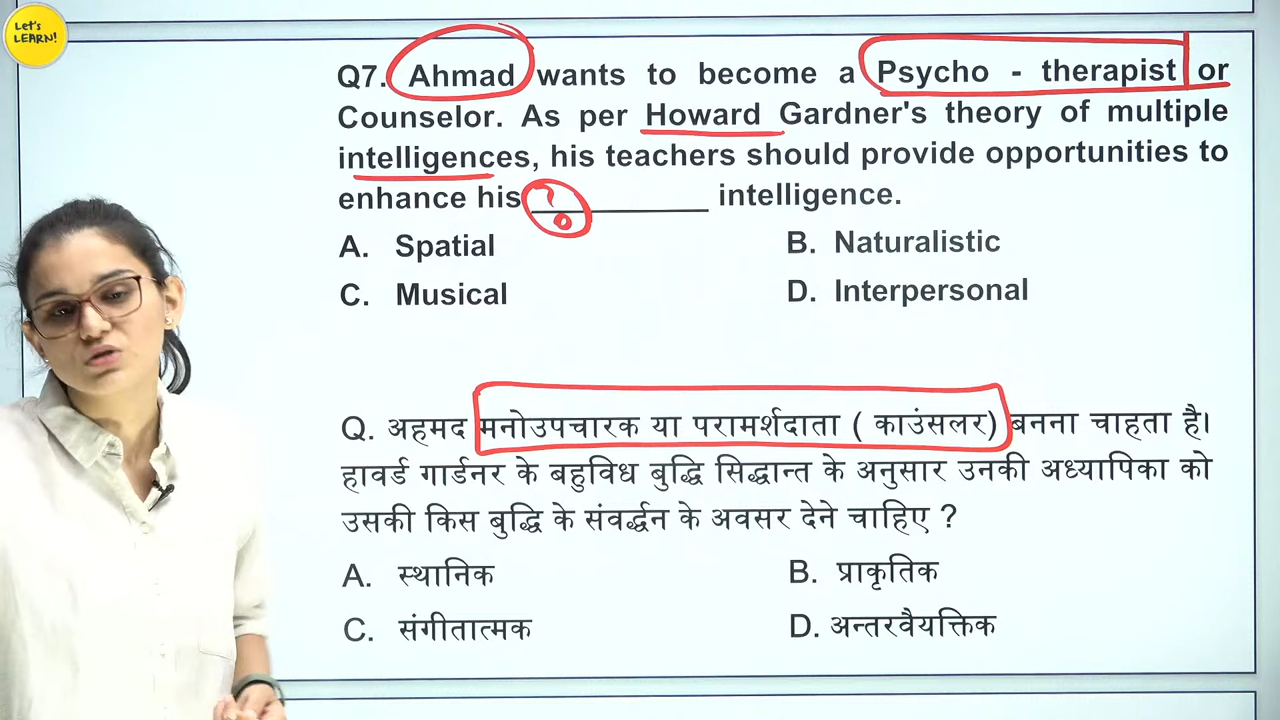 Let's
LEARN!
Q7. Ahmad wants to become a Psycho - therapist or
Counselor. As per Howard Gardner's theory of multiple
intelligences, his teachers should provide opportunities to
enhance his ? __________ intelligence.
A. Spatial
B. Naturalistic
C. Musical
D. Interpersonal
Q. अहमद मनोउपचारक या परामर्शदाता ( काउंसलर) बनना चाहता है।
हावर्ड गार्डनर के बहुविध बुद्धि सिद्धान्त के अनुसार उनकी अध्यापिका को
उसकी किस बुद्धि के संवर्द्धन के अवसर देने चाहिए ?
A. स्थानिक
B. प्राकृतिक
C. संगीतात्मक
D. अन्तरवैयक्तिक